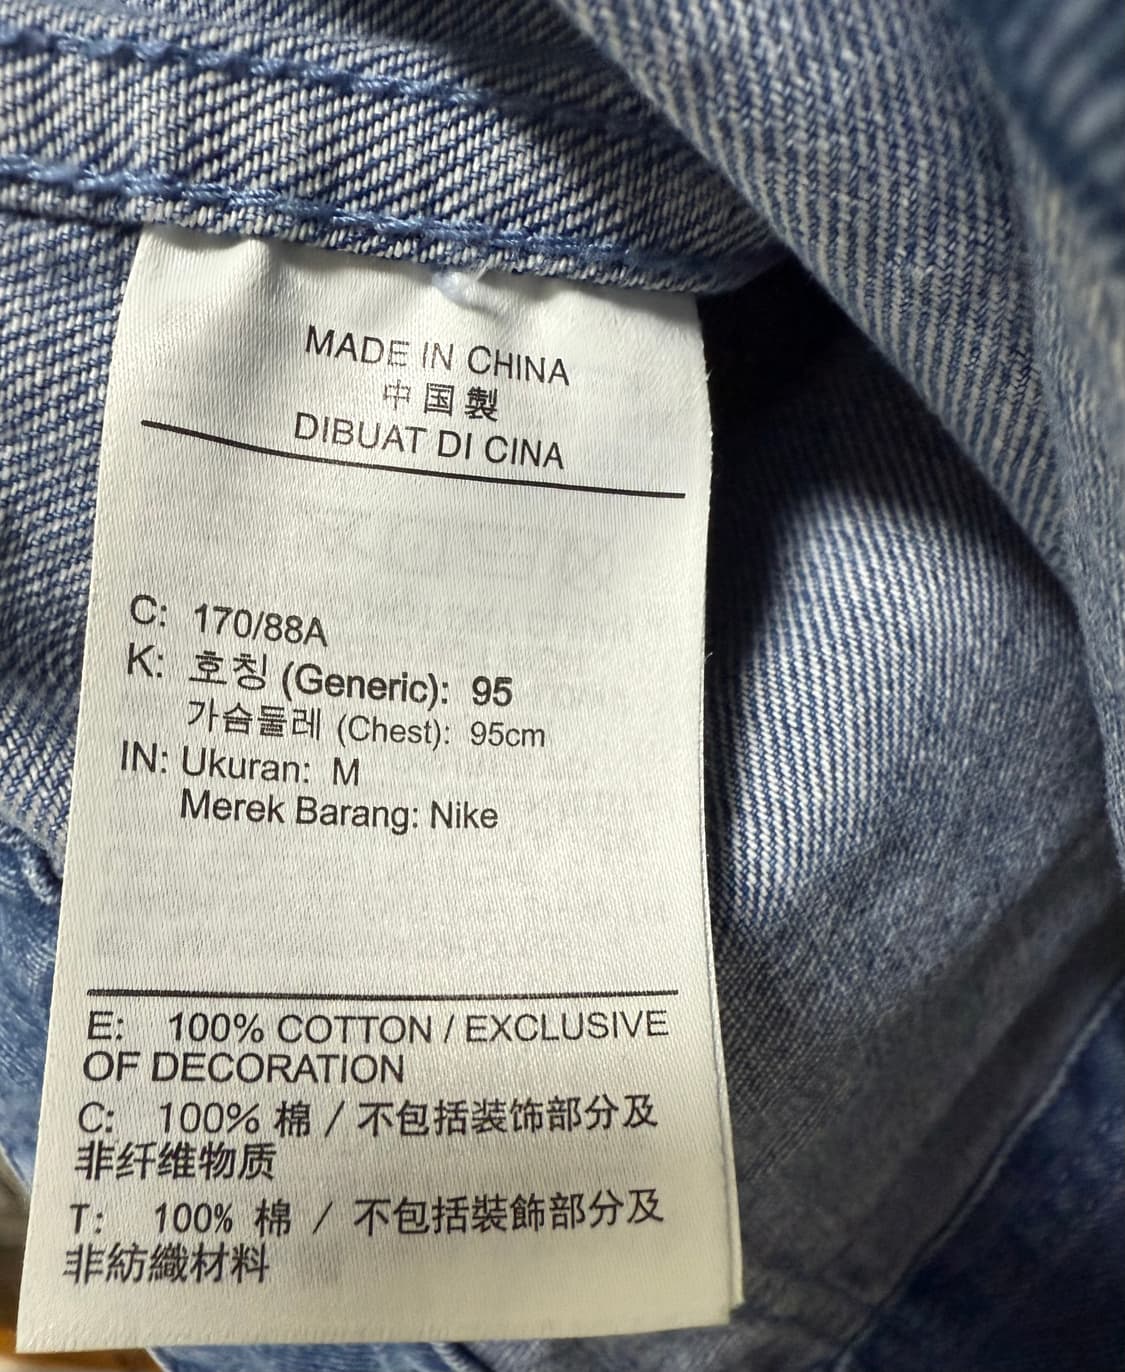 MADE IN CHINA
中国製
DIBUAT DI CINA
C: 170/88A
K: 호칭 (Generic): 95
가슴둘레 (Chest): 95cm
IN: Ukuran: M
Merek Barang: Nike
E: 100% COTTON / EXCLUSIVE
OF DECORATION
C: 100% 棉 / 不包括装饰部分及
非纤维物质
T: 100% 棉 / 不包括裝飾部分及
非紡織材料